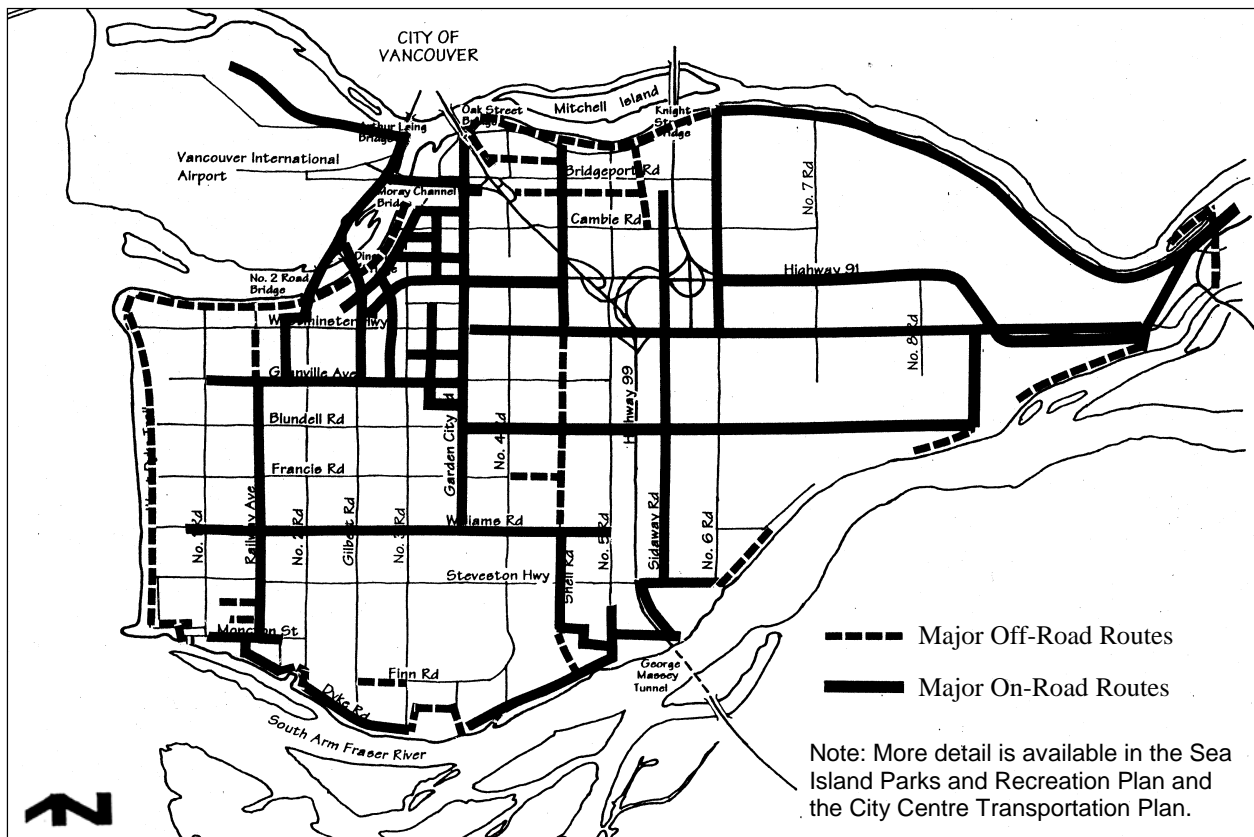 CITY OF
VANCOUVER
Mitchell Island
Oak Street
Bridge
Knight
Bridge
Arthur Laing
Bridge
Vancouver International
Airport
Bridgeport Rd
No. 7 Rd
Moray Channel
Bridge
Cambie Rd
No. 2 Road
Bridge
Highway 91
Westminster Hwy
No. 8 Rd
Granville Ave
Highway 99
Blundell Rd
Garden City Rd
No. 4 Rd
Francis Rd
Railway Ave
No. 2 Rd
Gilbert Rd
No. 3 Rd
Williams Rd
No. 5 Rd
Sidaway Rd
No. 6 Rd
Steveston Hwy
Shell Rd
Moncton St
Finn Rd
Dyke Rd
George
Massey
Tunnel
South Arm Fraser River
Major Off-Road Routes
Major On-Road Routes
Note: More detail is available in the Sea
Island Parks and Recreation Plan and
the City Centre Transportation Plan.
N